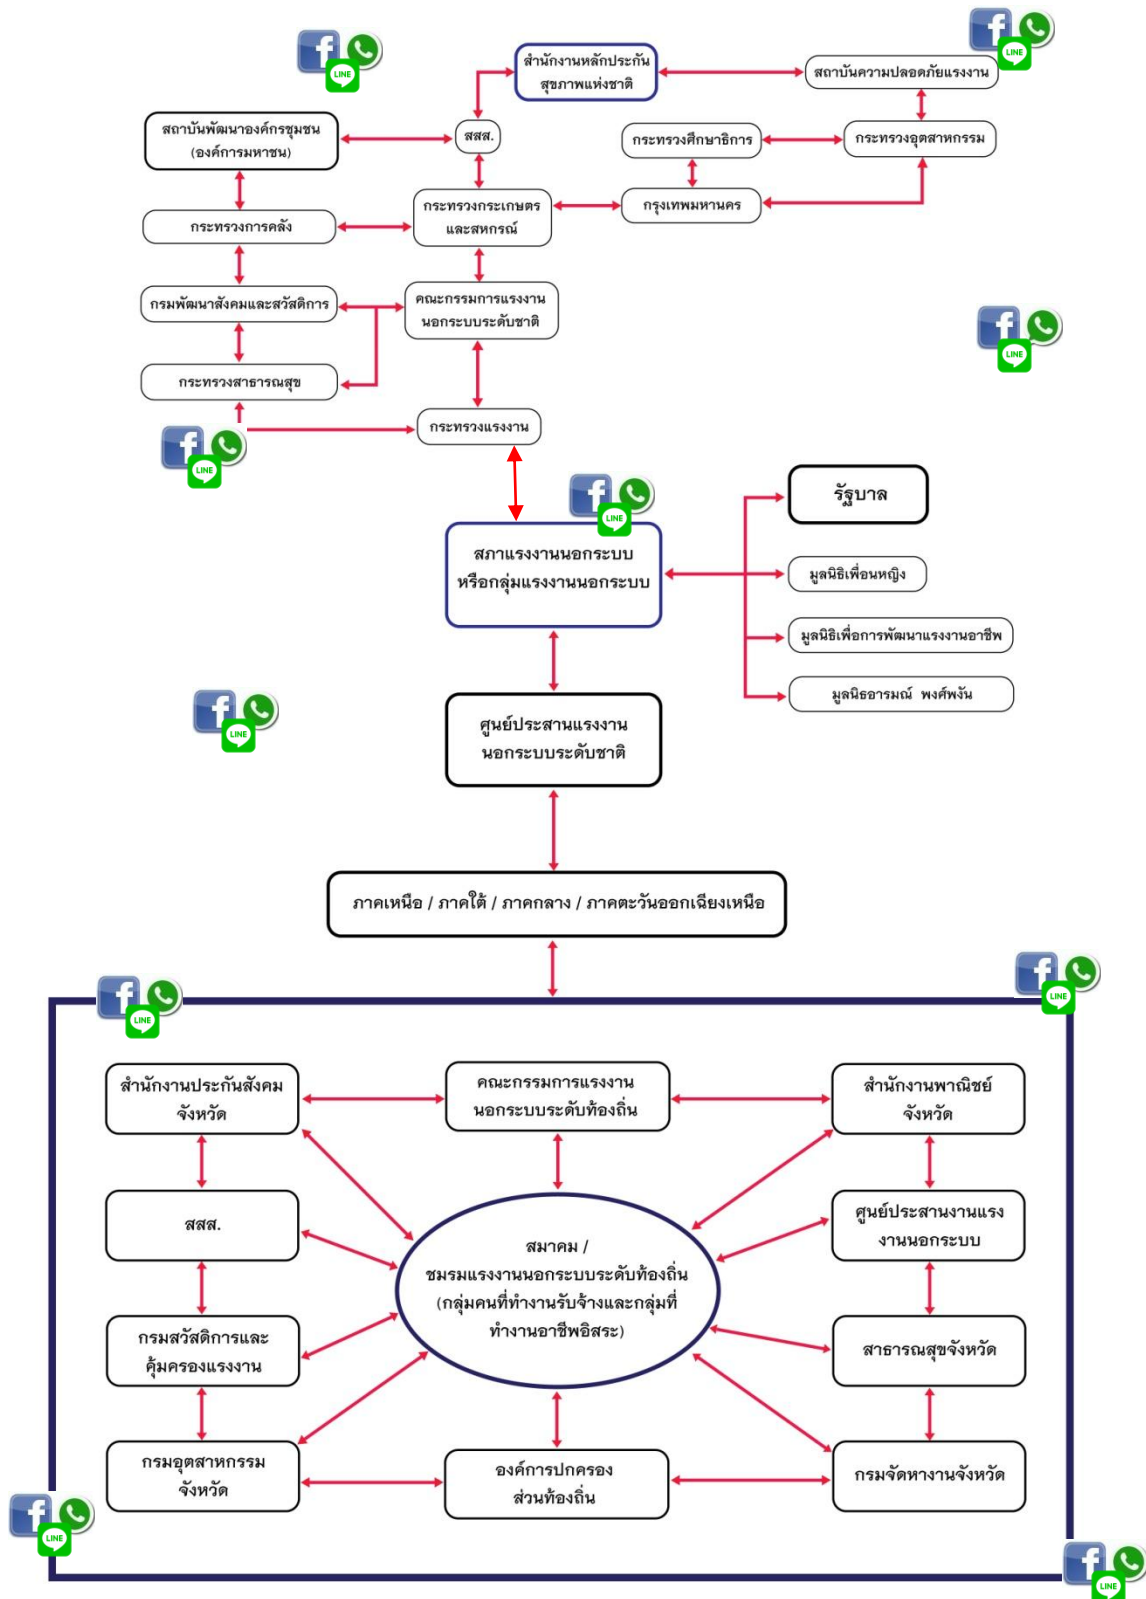 สำนักงานหลักประกัน
สุขภาพแห่งชาติ
สถาบันความปลอดภัยแรงงาน
สถาบันพัฒนาองค์กรชุมชน
(องค์การมหาชน)
สสส.
กระทรวงศึกษาธิการ
กระทรวงอุตสาหกรรม
กระทรวงการคลัง
กระทรวงกระเกษตร
และสหกรณ์
กรุงเทพมหานคร
กรมพัฒนาสังคมและสวัสดิการ
คณะกรรมการแรงงาน
นอกระบบระดับชาติ
กระทรวงสาธารณสุข
กระทรวงแรงงาน
สภาแรงงานนอกระบบ
หรือกลุ่มแรงงานนอกระบบ
รัฐบาล
มูลนิธิเพื่อนหญิง
มูลนิธิเพื่อการพัฒนาแรงงานอาชีพ
มูลนิธอารมณ์ พงศ์พงัน
ศูนย์ประสานแรงงาน
นอกระบบระดับชาติ
ภาคเหนือ / ภาคใต้ / ภาคกลาง / ภาคตะวันออกเฉียงเหนือ
สำนักงานประกันสังคม
จังหวัด
คณะกรรมการแรงงาน
นอกระบบระดับท้องถิ่น
สำนักงานพาณิชย์
จังหวัด
สสส.
ศูนย์ประสานงานแรง
งานนอกระบบ
สมาคม /
ชมรมแรงงานนอกระบบระดับท้องถิ่น
(กลุ่มคนที่ทำงานรับจ้างและกลุ่มที่
ทำงานอาชีพอิสระ)
กรมสวัสดิการและ
คุ้มครองแรงงาน
สาธารณสุขจังหวัด
กรมอุตสาหกรรม
จังหวัด
องค์การปกครอง
ส่วนท้องถิ่น
กรมจัดหางานจังหวัด
LINE
LINE
LINE
LINE
LINE
LINE
LINE
LINE
LINE
LINE